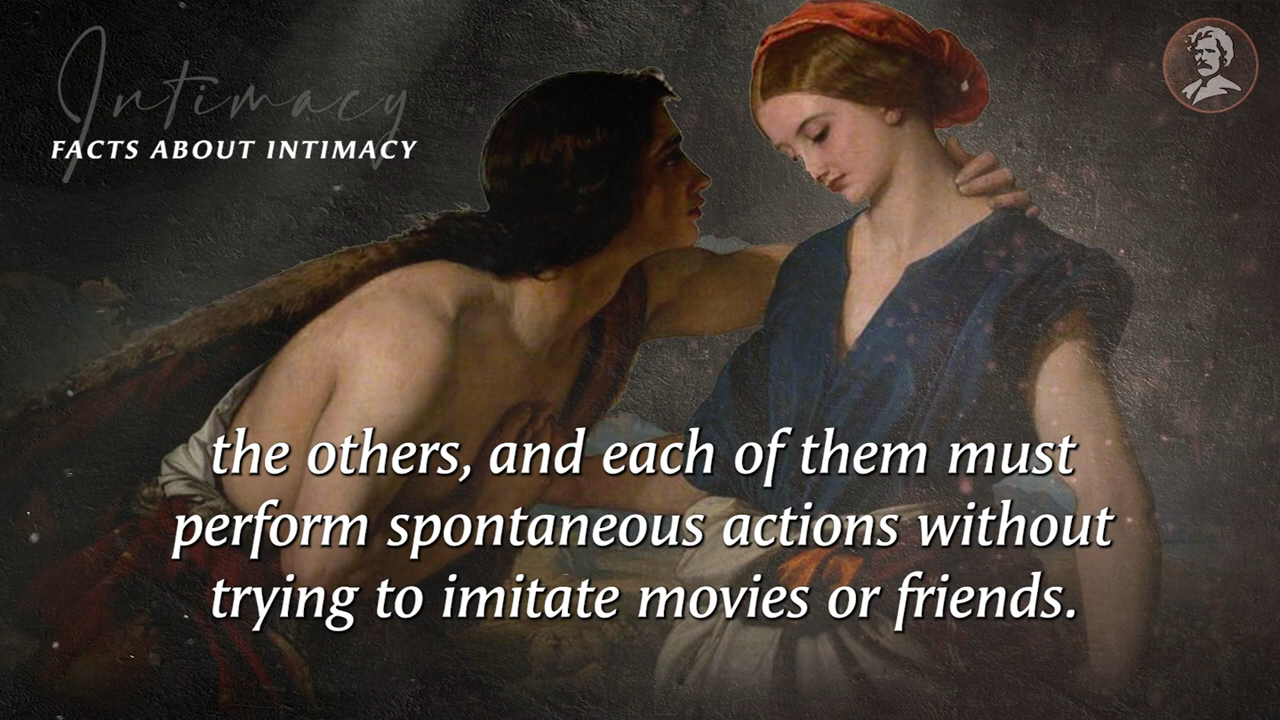 Intimacy
FACTS ABOUT INTIMACY
the others, and each of them must
perform spontaneous actions without
trying to imitate movies or friends.